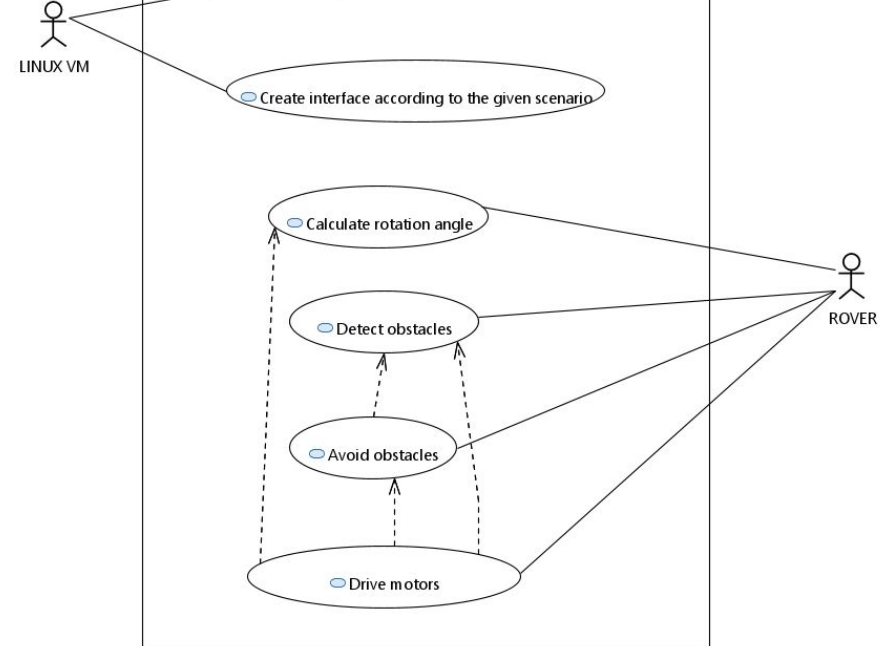 LINUX VM
Create interface according to the given scenario
Calculate rotation angle
ROVER
Detect obstacles
Avoid obstacles
Drive motors